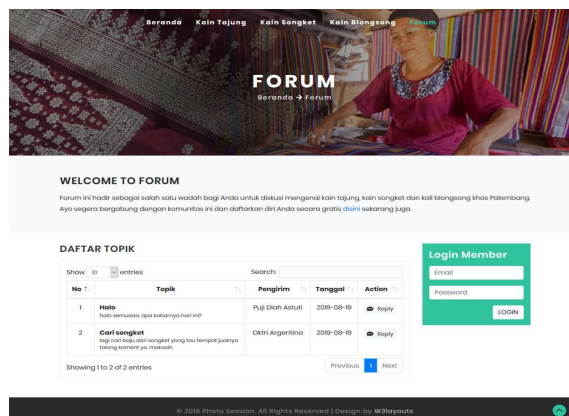 Beranda Kain Tajung Kain Songket Kain Blongsong Forum
FORUM
Beranda → Forum
WELCOME TO FORUM
Forum ini hadir sebagai salah satu wadah bagi Anda untuk diskusi mengenai kain tajung, kain songket dan kali blongsong khas Palembang.
Ayo segera bergabung dengan komunitas ini dan daftarkan diri Anda secara gratis disini sekarang juga.
DAFTAR TOPIK
Show 10 entries Search:
No Topik Pengirim Tanggal Action
1 Halo Puji Diah Astuti 2019-08-19 Reply
halo semuaaa, apa kabarnya hari ini?
2 Cari songket Oktri Argentina 2019-08-19 Reply
lagi cari baju dari songket yang tau tempat jualnya
tolong koment ya, makasih
Showing 1 to 2 of 2 entries Previous 1 Next
Login Member
Email
Password
LOGIN
© 2018 Photo Session. All Rights Reserved | Design by W3layouts